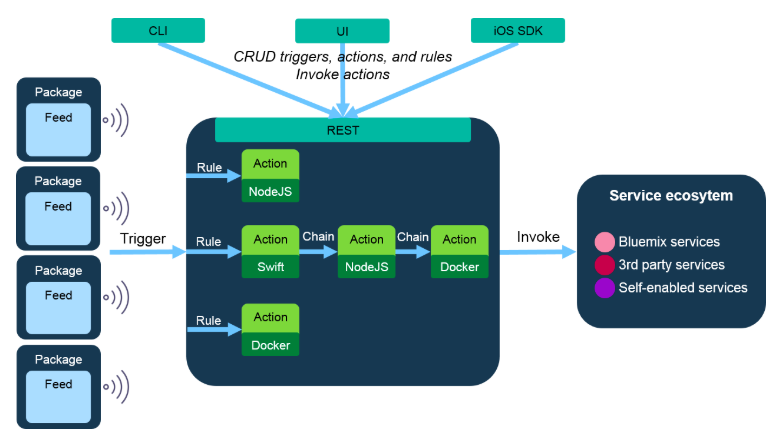 CLI
UI
iOS SDK
CRUD triggers, actions, and rules
Invoke actions
Package
Feed
Package
Feed
Package
Feed
Package
Feed
Trigger
REST
Rule
Action
NodeJS
Rule
Action
Swift
Chain
Action
NodeJS
Chain
Action
Docker
Rule
Action
Docker
Invoke
Service ecosytem
Bluemix services
3rd party services
Self-enabled services